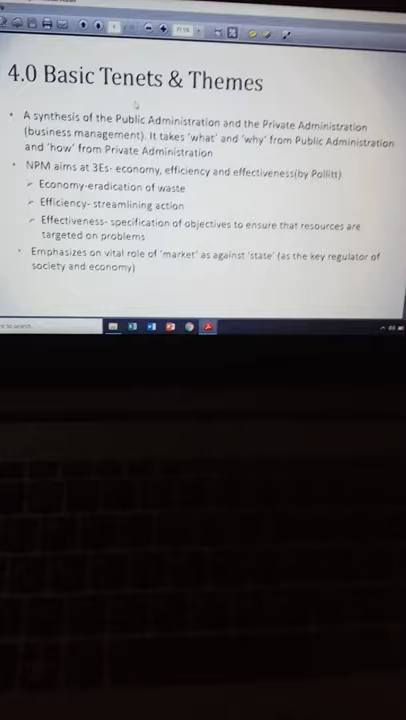 4.0 Basic Tenets & Themes
• A synthesis of the Public Administration and the Private Administration
(business management). It takes 'what' and 'why' from Public Administration
and 'how' from Private Administration
• NPM aims at 3Es- economy, efficiency and effectiveness(by Pollitt)
➢ Economy-eradication of waste
➢ Efficiency- streamlining action
➢ Effectiveness- specification of objectives to ensure that resources are
targeted on problems
• Emphasizes on vital role of 'market' as against 'state' (as the key regulator of
society and economy)
to search